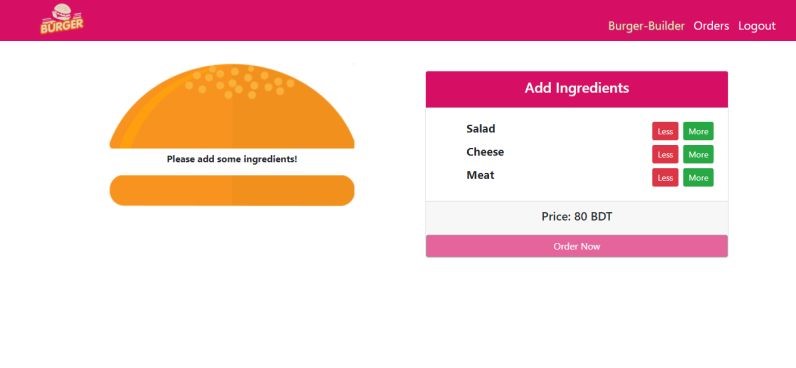 BURGER
Burger-Builder Orders Logout
Add Ingredients
Please add some ingredients!
Salad Less More
Cheese Less More
Meat Less More
Price: 80 BDT
Order Now